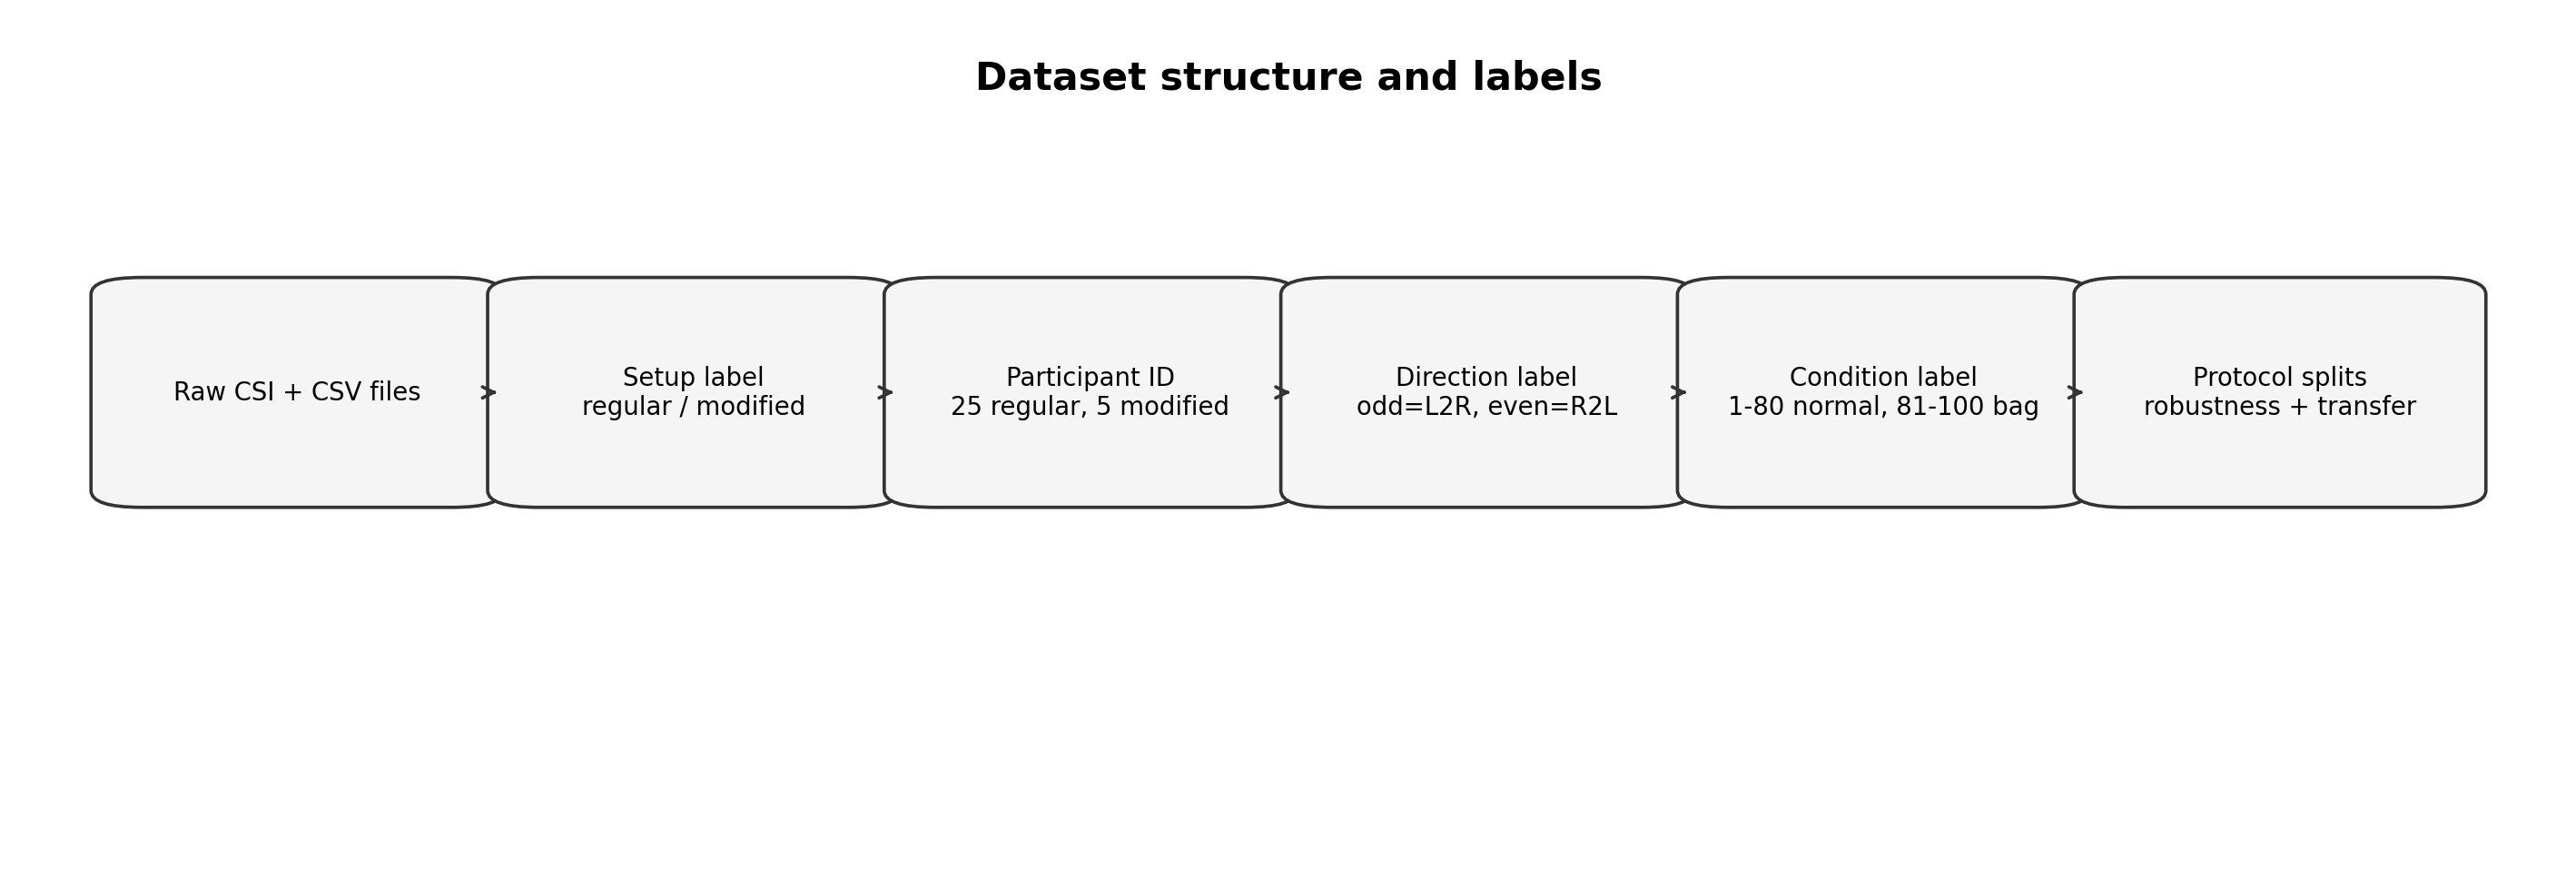 Dataset structure and labels
Raw CSI + CSV files
Setup label
regular / modified
Participant ID
25 regular, 5 modified
Direction label
odd=L2R, even=R2L
Condition label
1-80 normal, 81-100 bag
Protocol splits
robustness + transfer